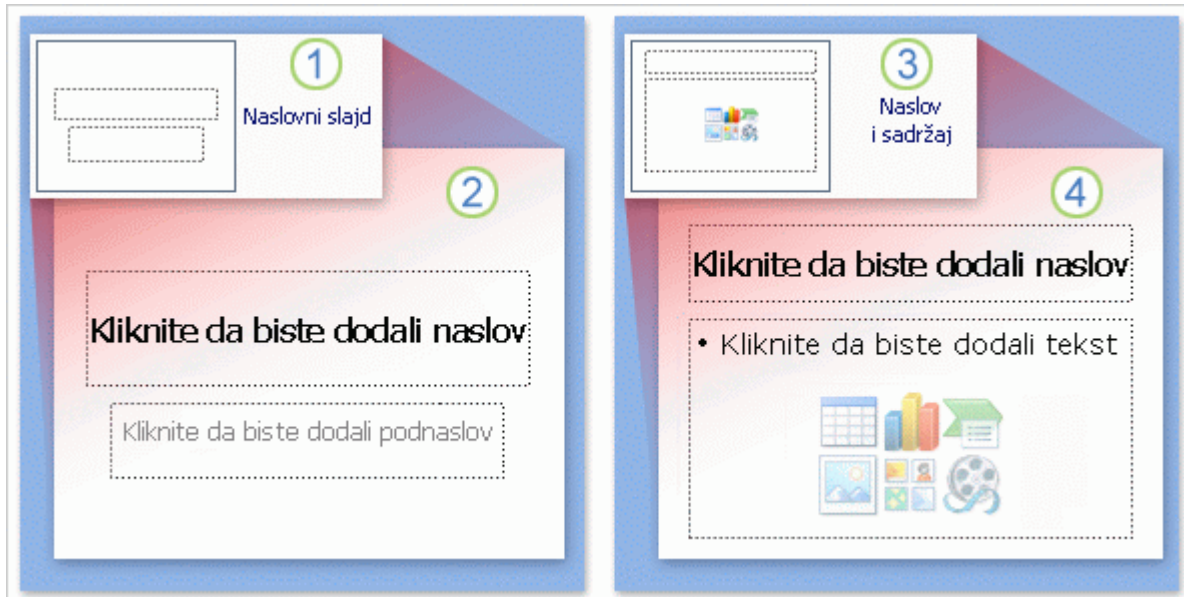 1
Naslovni slajd
2
Kliknite da biste dodali naslov
Kliknite da biste dodali podnaslov
3
Naslov
i sadržaj
4
Kliknite da biste dodali naslov
• Kliknite da biste dodali tekst